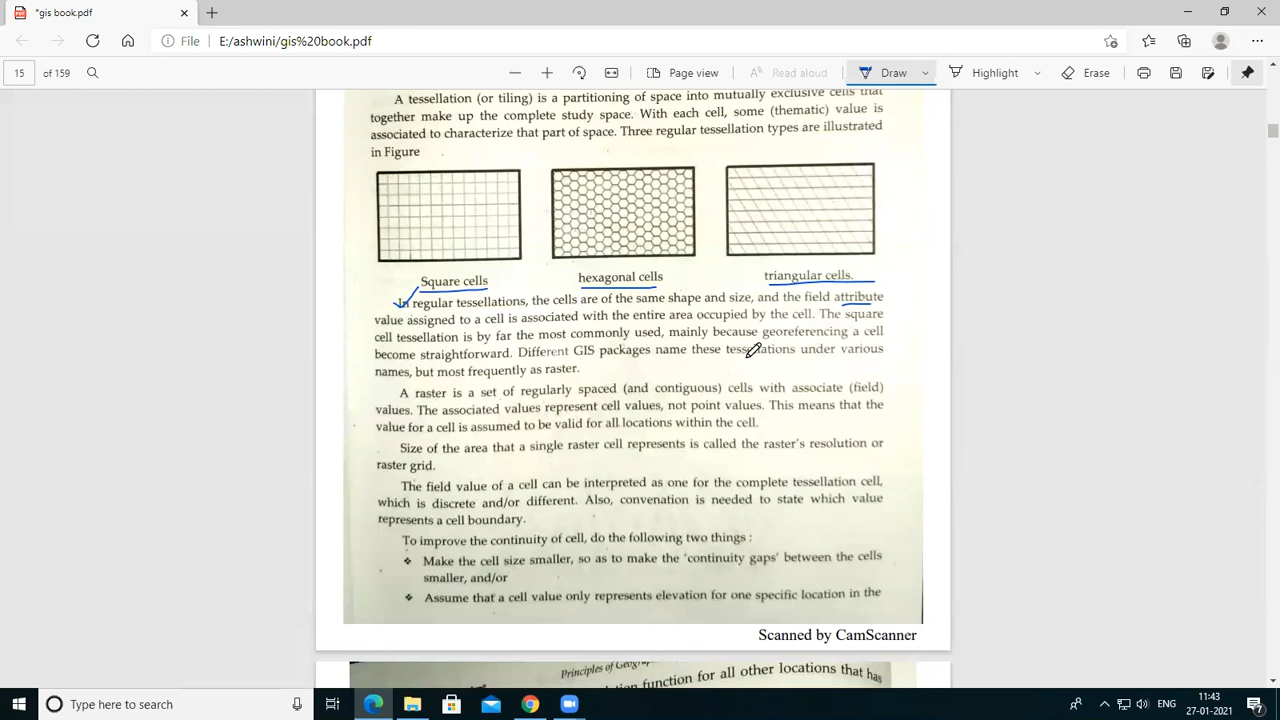 *gis book.pdf
File
E:/ashwini/gis%20book.pdf
15 of 159
Page view
Read aloud
Draw
Highlight
Erase
A tessellation (or tiling) is a partitioning of space into mutually exclusive cells that
together make up the complete study space. With each cell, some (thematic) value is
associated to characterize that part of space. Three regular tessellation types are illustrated
in Figure
Square cells
hexagonal cells
triangular cells.
In regular tessellations, the cells are of the same shape and size, and the field attribute
value assigned to a cell is associated with the entire area occupied by the cell. The square
cell tessellation is by far the most commonly used, mainly because georeferencing a cell
become straightforward. Different GIS packages name these tessellations under various
names, but most frequently as raster.
A raster is a set of regularly spaced (and contiguous) cells with associate (field)
values. The associated values represent cell values, not point values. This means that the
value for a cell is assumed to be valid for all locations within the cell.
Size of the area that a single raster cell represents is called the raster's resolution or
raster grid.
The field value of a cell can be interpreted as one for the complete tessellation cell,
which is discrete and/or different. Also, convenation is needed to state which value
represents a cell boundary.
To improve the continuity of cell, do the following two things :
❖ Make the cell size smaller, so as to make the 'continuity gaps' between the cells
smaller, and/or
❖ Assume that a cell value only represents elevation for one specific location in the
Scanned by CamScanner
Principles of
function for all other locations that has
Type here to search
ENG
11:43
27-01-2021